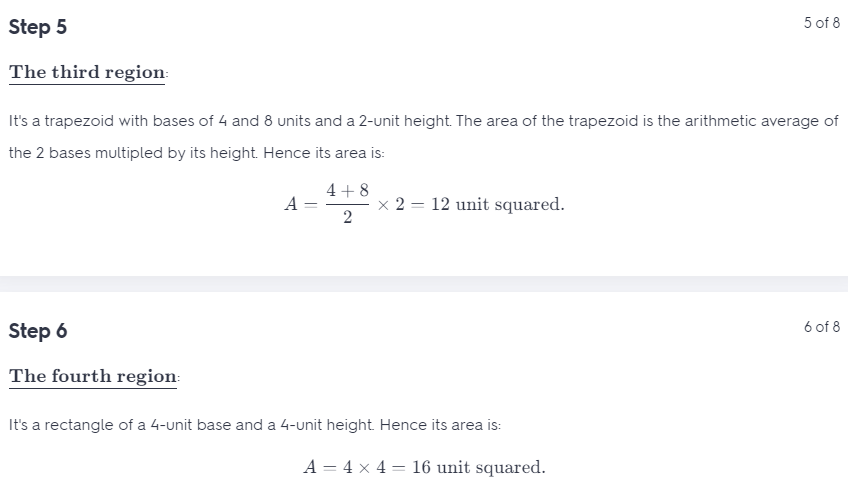 Step 5
5 of 8
The third region:
It's a trapezoid with bases of 4 and 8 units and a 2-unit height. The area of the trapezoid is the arithmetic average of
the 2 bases multipled by its height. Hence its area is:
A = \frac{4 + 8}{2} × 2 = 12 unit squared.
Step 6
6 of 8
The fourth region:
It's a rectangle of a 4-unit base and a 4-unit height. Hence its area is:
A = 4 × 4 = 16 unit squared.